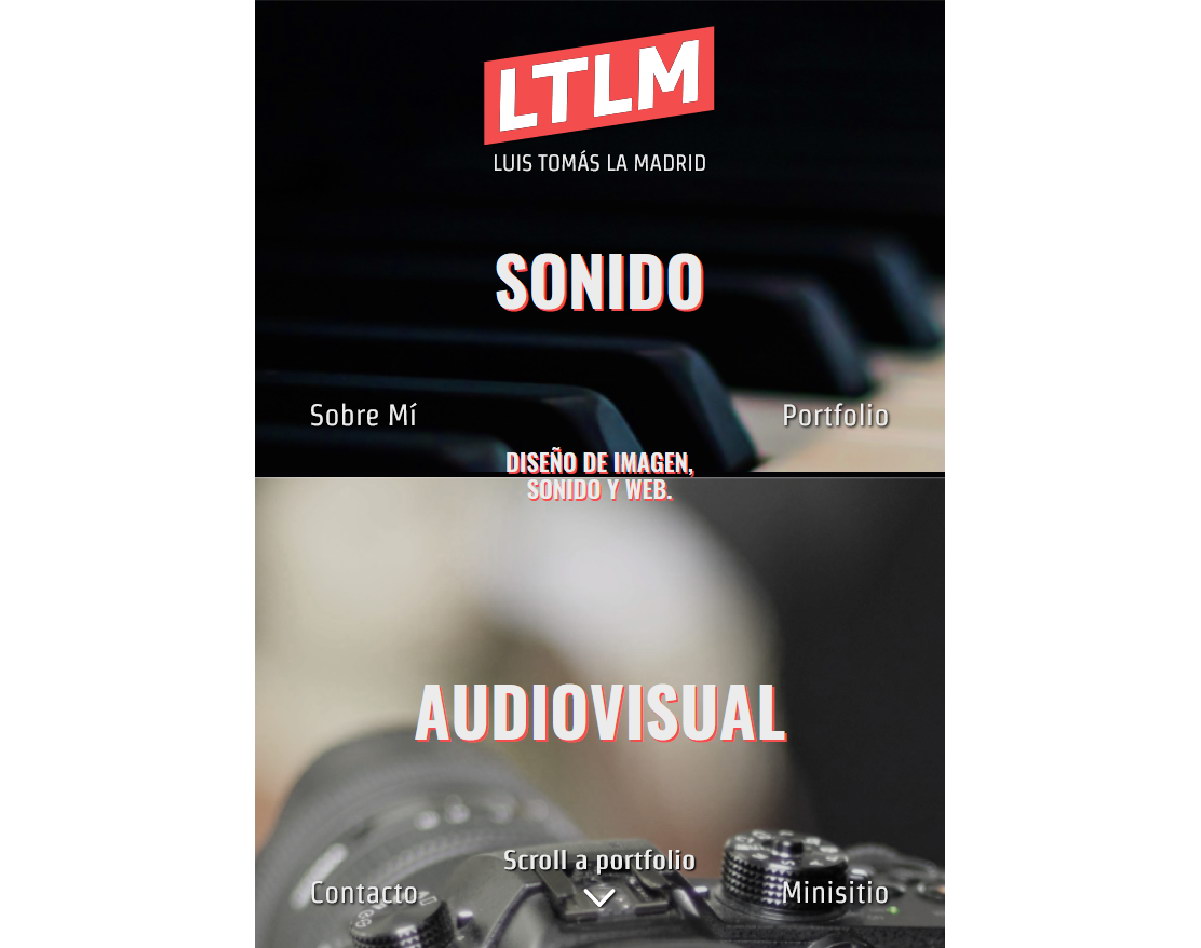 LTLM
LUIS TOMÁS LA MADRID
SONIDO
Sobre Mí
Portfolio
DISEÑO DE IMAGEN,
SONIDO Y WEB.
AUDIOVISUAL
Scroll a portfolio
Contacto
Minisitio